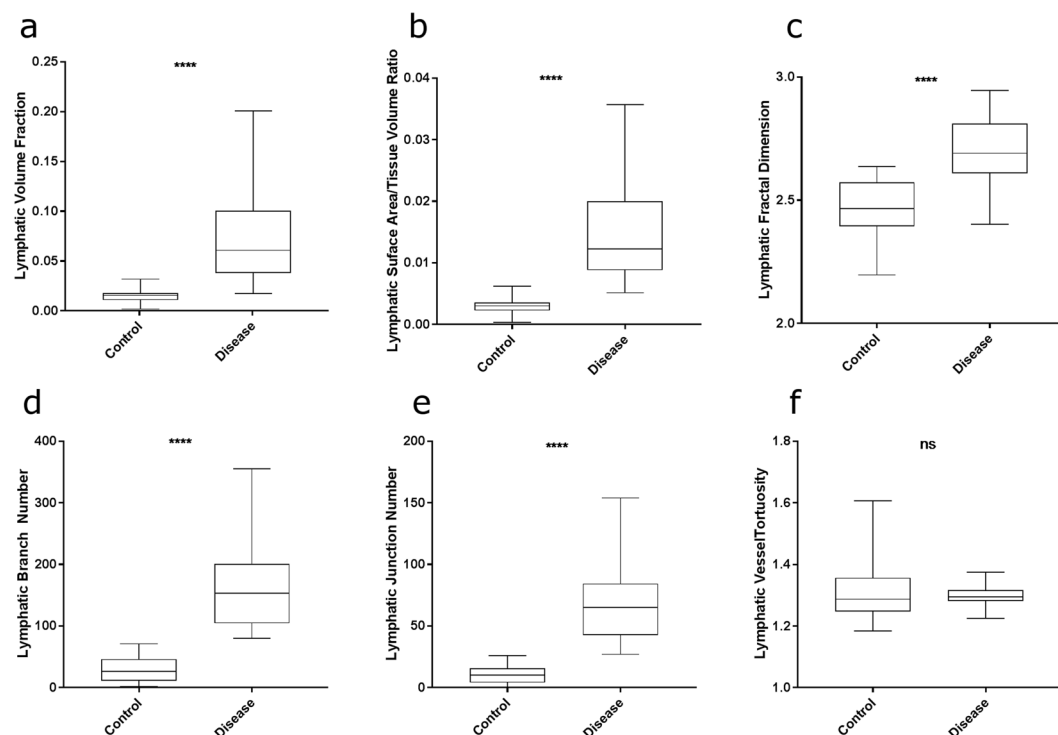 a
Lymphatic Volume Fraction
0.25
0.20
0.15
0.10
0.05
0.00
****
Control
Disease
b
Lymphatic Suface Area/Tissue Volume Ratio
0.04
0.03
0.02
0.01
0.00
****
Control
Disease
c
Lymphatic Fractal Dimension
3.0
2.5
2.0
****
Control
Disease
d
Lymphatic Branch Number
400
300
200
100
0
****
Control
Disease
e
Lymphatic Junction Number
200
150
100
50
0
****
Control
Disease
f
Lymphatic VesselTortuosity
1.8
1.6
1.4
1.2
1.0
ns
Control
Disease